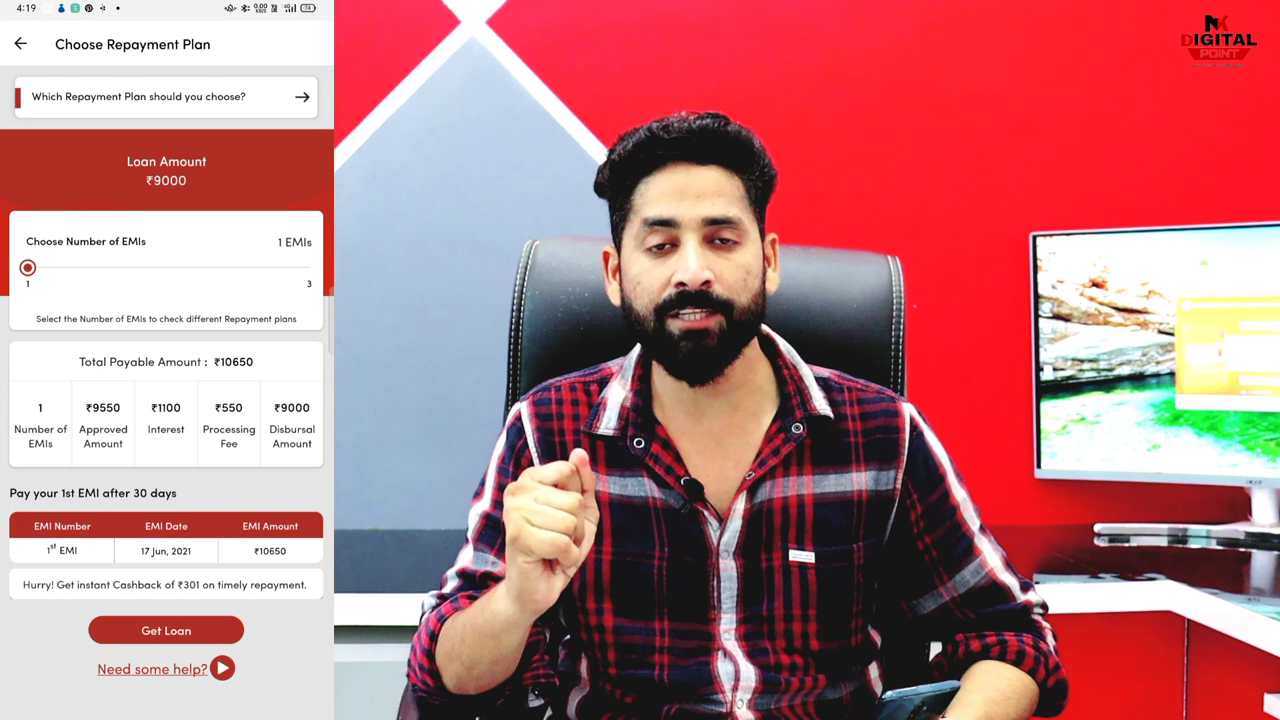 4:19
Choose Repayment Plan
Which Repayment Plan should you choose?
Loan Amount
₹9000
Choose Number of EMIs
1 EMIs
1
3
Select the Number of EMIs to check different Repayment plans
Total Payable Amount : ₹10650
1
Number of
EMIs
₹9550
Approved
Amount
₹1100
Interest
₹550
Processing
Fee
₹9000
Disbursal
Amount
Pay your 1st EMI after 30 days
EMI Number
EMI Date
EMI Amount
1st EMI
17 Jun, 2021
₹10650
Hurry! Get instant Cashback of ₹301 on timely repayment.
Get Loan
Need some help?
NK
DIGITAL
POINT
acer